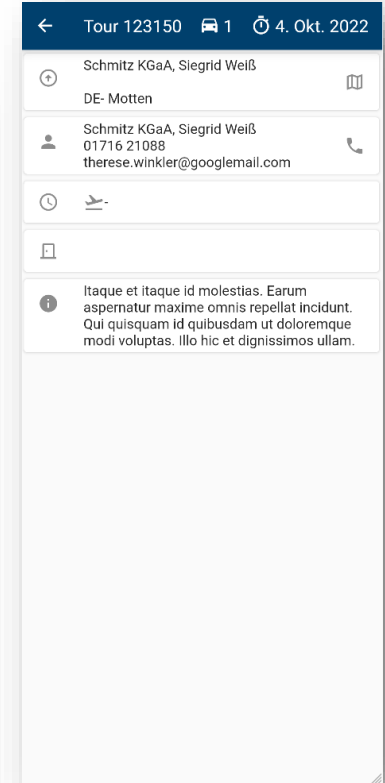 Tour 123150 1 4. Okt. 2022
Schmitz KGaA, Siegrid Weiß
DE- Motten
Schmitz KGaA, Siegrid Weiß
01716 21088
therese.winkler@googlemail.com
-
Itaque et itaque id molestias. Earum
aspernatur maxime omnis repellat incidunt.
Qui quisquam id quibusdam ut doloremque
modi voluptas. Illo hic et dignissimos ullam.